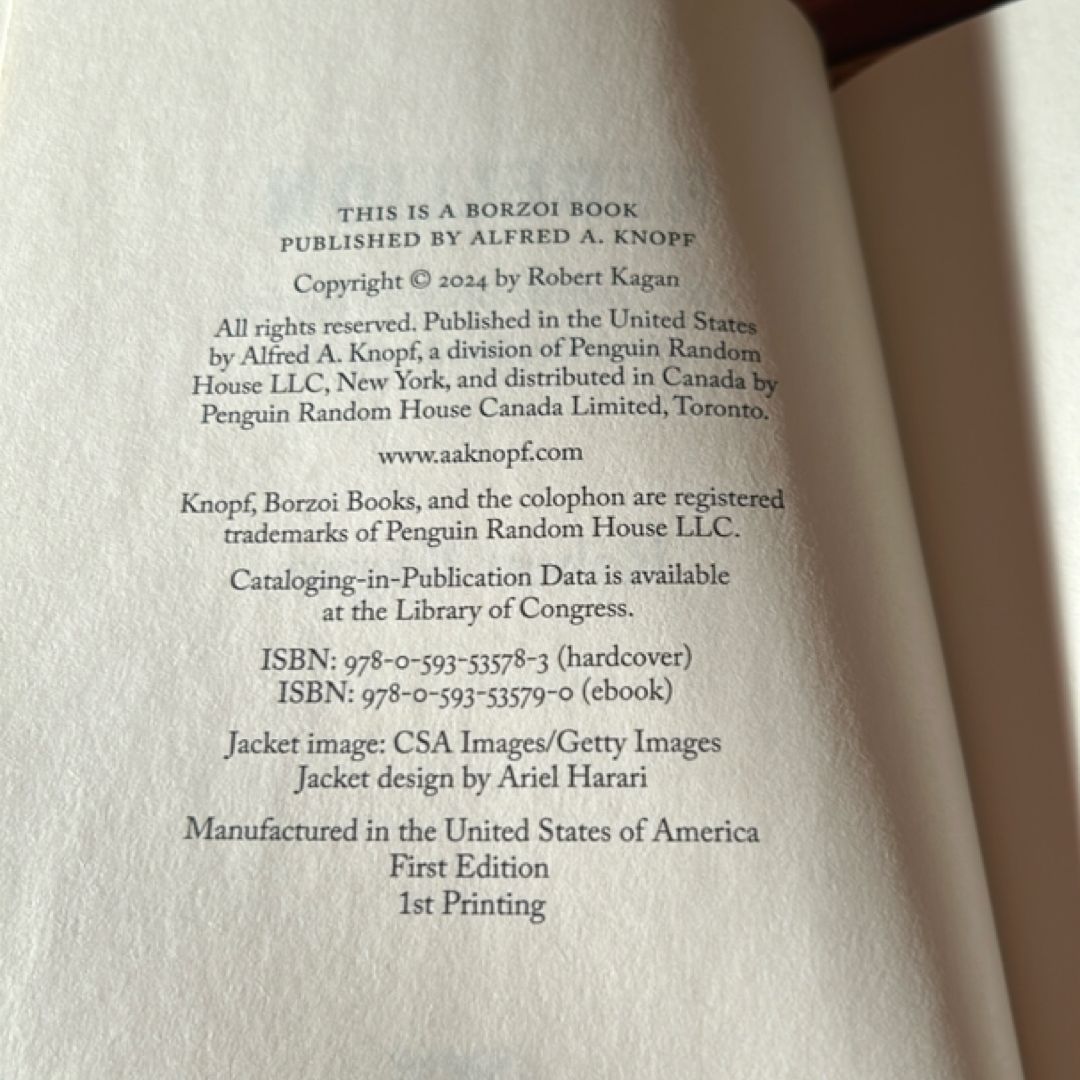 THIS IS A BORZOI BOOK
PUBLISHED BY ALFRED A. KNOPF
Copyright © 2024 by Robert Kagan
All rights reserved. Published in the United States
by Alfred A. Knopf, a division of Penguin Random
House LLC, New York, and distributed in Canada by
Penguin Random House Canada Limited, Toronto.
www.aaknopf.com
Knopf, Borzoi Books, and the colophon are registered
trademarks of Penguin Random House LLC.
Cataloging-in-Publication Data is available
at the Library of Congress.
ISBN: 978-0-593-53578-3 (hardcover)
ISBN: 978-0-593-53579-0 (ebook)
Jacket image: CSA Images/Getty Images
Jacket design by Ariel Harari
Manufactured in the United States of America
First Edition
1st Printing